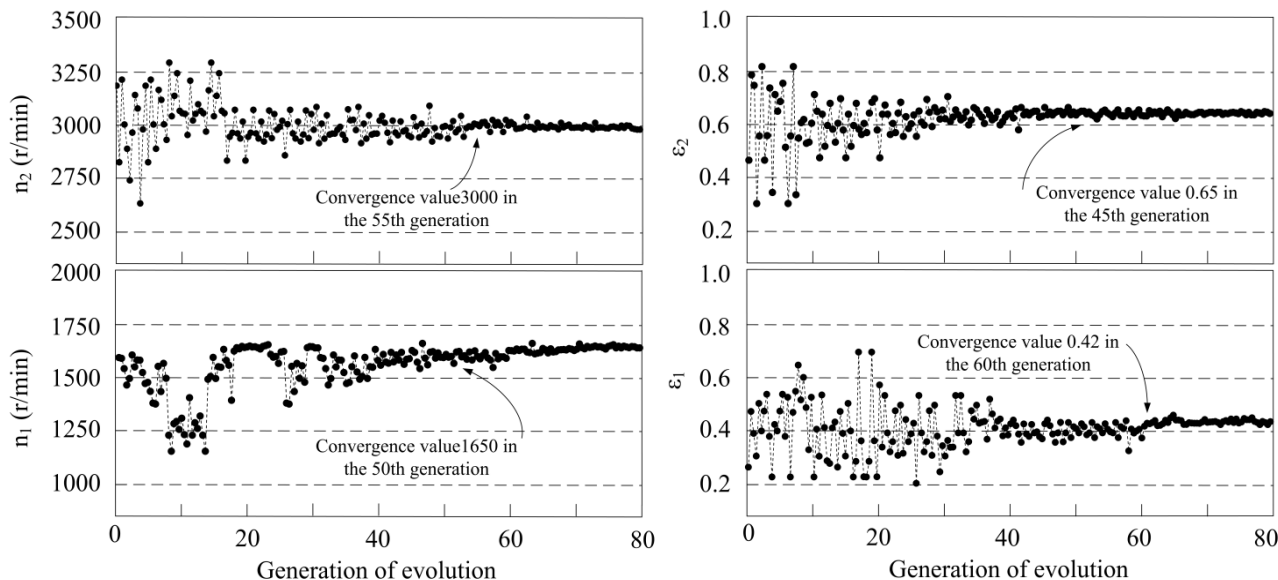 3500
3250
3000
2750
2500
n2 (r/min)
Convergence value3000 in
the 55th generation
2000
1750
1500
1250
1000
n1 (r/min)
Convergence value1650 in
the 50th generation
0
20
40
60
80
Generation of evolution
1.0
0.8
0.6
0.4
0.2
ε2
Convergence value 0.65 in
the 45th generation
1.0
0.8
0.6
0.4
0.2
ε1
Convergence value 0.42 in
the 60th generation
0
20
40
60
80
Generation of evolution